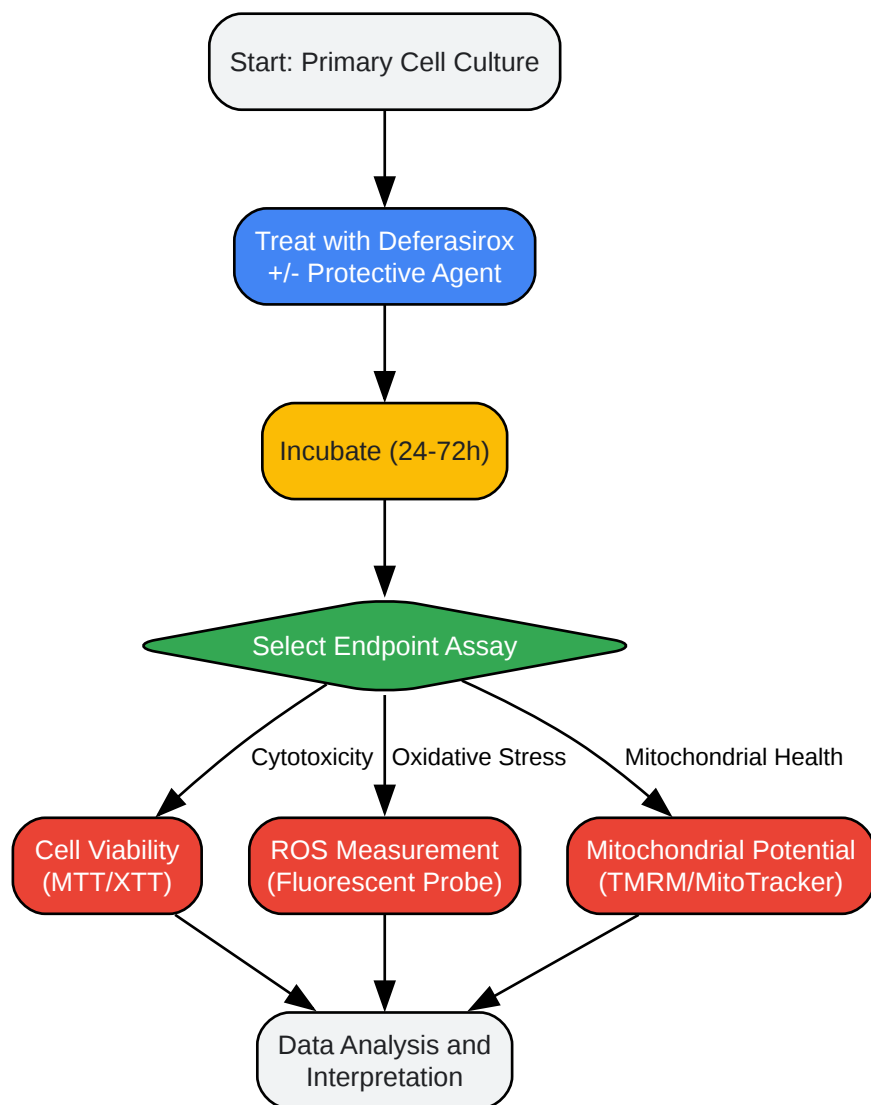 Start: Primary Cell Culture
Treat with Deferasirox
+/- Protective Agent
Incubate (24-72h)
Select Endpoint Assay
Cytotoxicity
Oxidative Stress
Mitochondrial Health
Cell Viability
(MTT/XTT)
ROS Measurement
(Fluorescent Probe)
Mitochondrial Potential
(TMRM/MitoTracker)
Data Analysis and
Interpretation